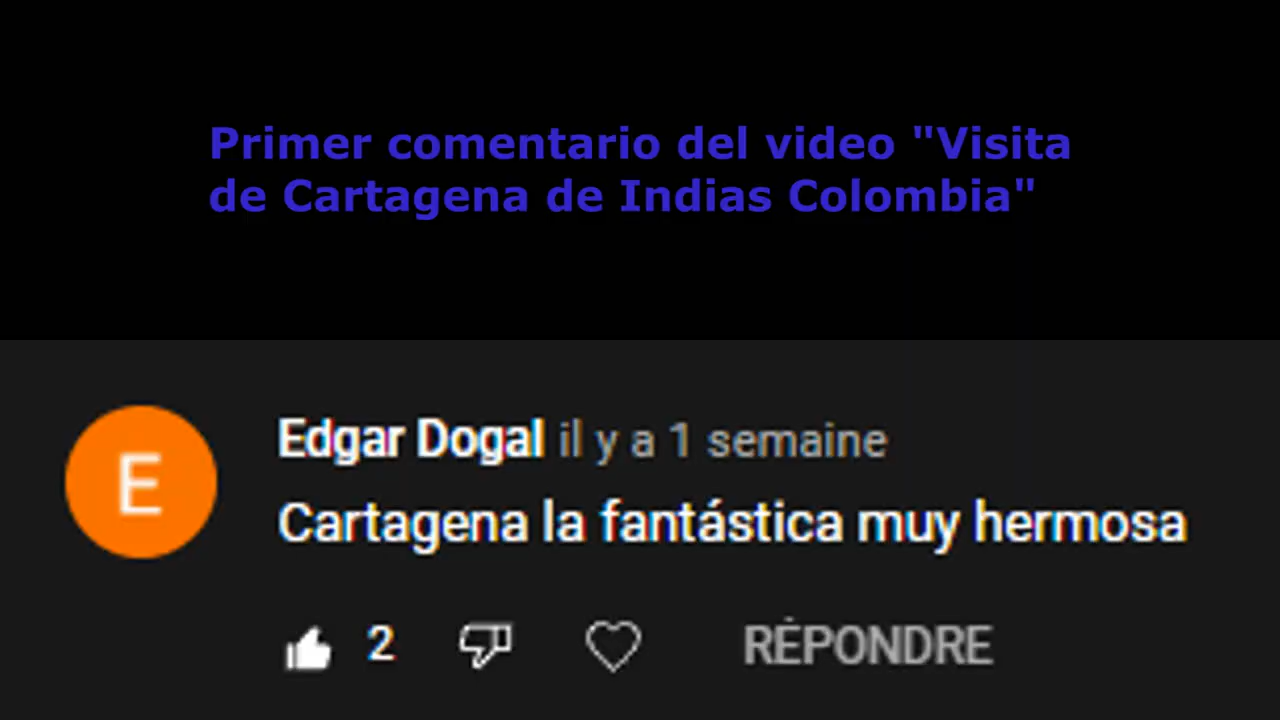 Primer comentario del video "Visita
de Cartagena de Indias Colombia"
E
Edgar Dogal il y a 1 semaine
Cartagena la fantástica muy hermosa
2 RÉPONDRE